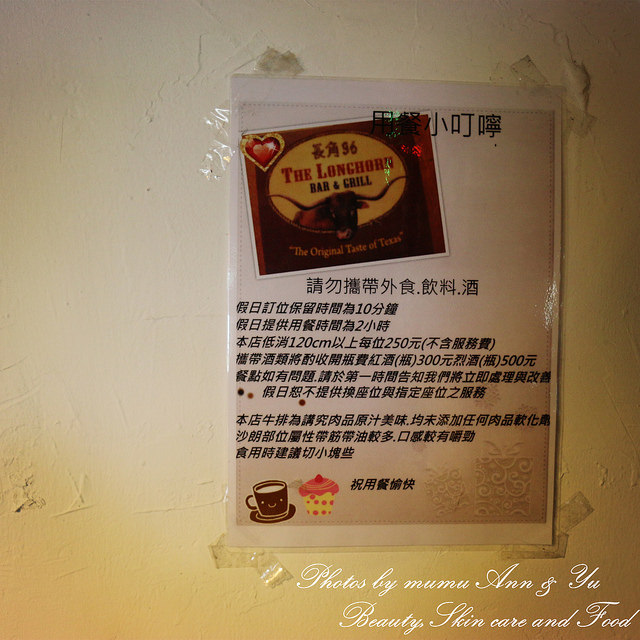 用餐小叮嚀
長角96
THE LONGHORN
BAR & GRILL
"The Original Taste of Texas"
請勿攜帶外食.飲料.酒
假日訂位保留時間為10分鐘
假日提供用餐時間為2小時
本店低消120cm以上每位250元(不含服務費)
攜帶酒類將酌收開瓶費紅酒(瓶)300元烈酒(瓶)500元
餐點如有問題.請於第一時間告知我們將立即處理與改善
假日恕不提供換座位與指定座位之服務
本店牛排為講究肉品原汁美味.均未添加任何肉品軟化劑
沙朗部位屬性帶筋帶油較多.口感較有嚼勁
食用時建議切小塊些
祝用餐愉快
Photos by mumu Ann & Yu
Beauty, Skin care and Food